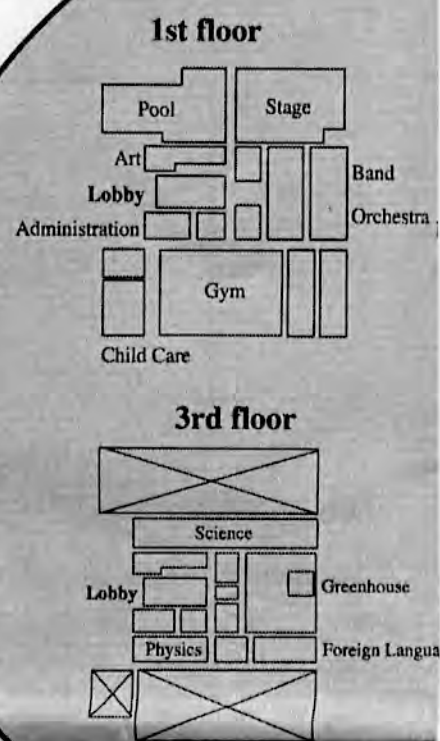 1st floor
Pool
Stage
Art
Band
Lobby
Orchestra
Administration
Gym
Child Care
3rd floor
Science
Lobby
Greenhouse
Physics
Foreign Langua